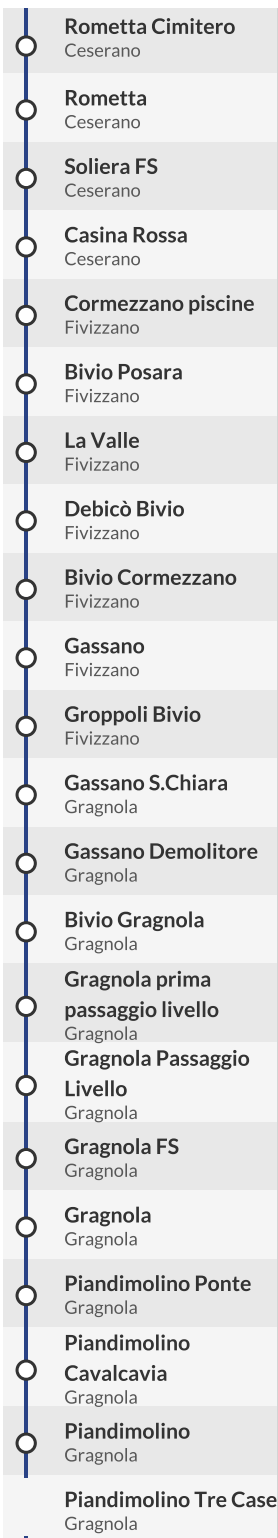 Rometta Cimitero
Ceserano
Rometta
Ceserano
Soliera FS
Ceserano
Casina Rossa
Ceserano
Cormezzano piscine
Fivizzano
Bivio Posara
Fivizzano
La Valle
Fivizzano
Debicò Bivio
Fivizzano
Bivio Cormezzano
Fivizzano
Gassano
Fivizzano
Groppoli Bivio
Fivizzano
Gassano S.Chiara
Gragnola
Gassano Demolitore
Gragnola
Bivio Gragnola
Gragnola
Gragnola prima
passaggio livello
Gragnola
Gragnola Passaggio
Livello
Gragnola
Gragnola FS
Gragnola
Gragnola
Gragnola
Piandimolino Ponte
Gragnola
Piandimolino
Cavalcavia
Gragnola
Piandimolino
Gragnola
Piandimolino Tre Case
Gragnola